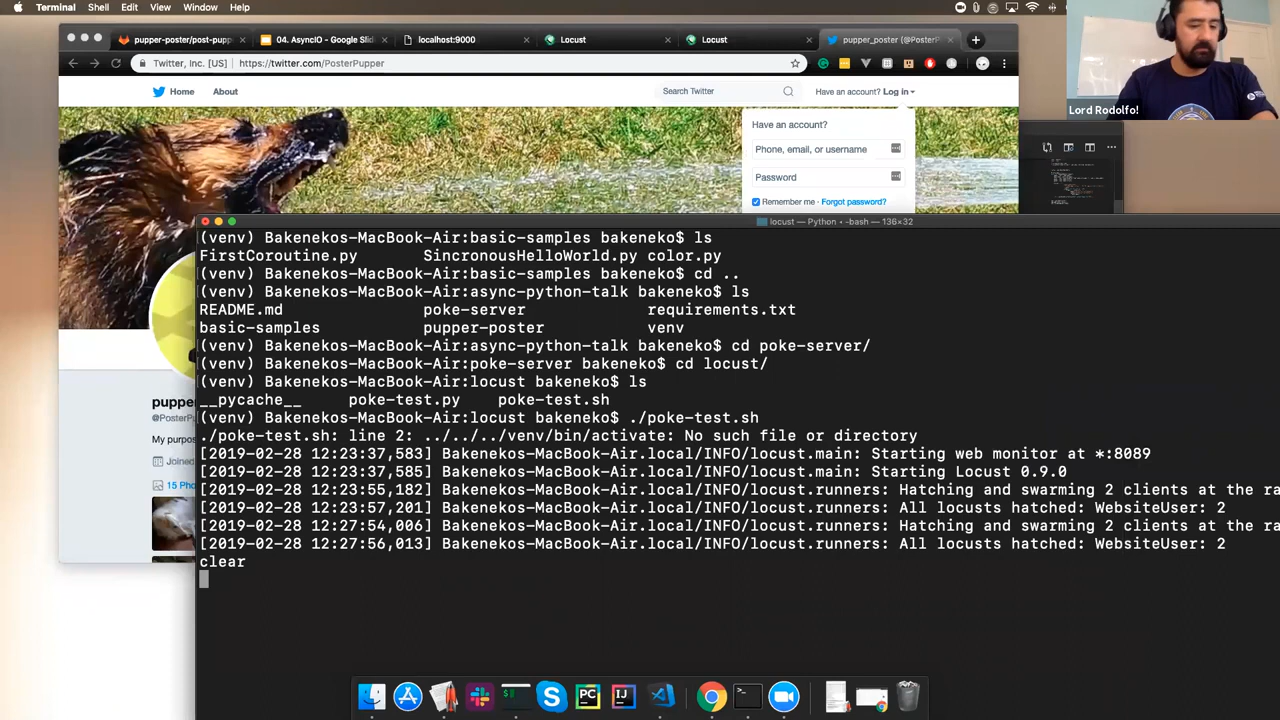 Terminal Shell Edit View Window Help
pupper-poster/post-pupp
04. AsyncIO - Google Slid
localhost:9000
Locust
Locust
pupper_poster (@PosterP
Twitter, Inc. [US] https://twitter.com/PosterPupper
Home About
Search Twitter
Have an account? Log in
Lord Rodolfo!
Have an account?
Phone, email, or username
Password
Remember me · Forgot password?
locust — Python • -bash — 136×32
(venv) Bakenekos-MacBook-Air:basic-samples bakeneko$ ls
FirstCoroutine.py SincronousHelloWorld.py color.py
(venv) Bakenekos-MacBook-Air:basic-samples bakeneko$ cd ..
(venv) Bakenekos-MacBook-Air:async-python-talk bakeneko$ ls
README.md poke-server requirements.txt
basic-samples pupper-poster venv
(venv) Bakenekos-MacBook-Air:async-python-talk bakeneko$ cd poke-server/
(venv) Bakenekos-MacBook-Air:poke-server bakeneko$ cd locust/
(venv) Bakenekos-MacBook-Air:locust bakeneko$ ls
__pycache__ poke-test.py poke-test.sh
(venv) Bakenekos-MacBook-Air:locust bakeneko$ ./poke-test.sh
./poke-test.sh: line 2: ../../../venv/bin/activate: No such file or directory
[2019-02-28 12:23:37,583] Bakenekos-MacBook-Air.local/INFO/locust.main: Starting web monitor at *:8089
[2019-02-28 12:23:37,585] Bakenekos-MacBook-Air.local/INFO/locust.main: Starting Locust 0.9.0
[2019-02-28 12:23:55,182] Bakenekos-MacBook-Air.local/INFO/locust.runners: Hatching and swarming 2 clients at the ra
[2019-02-28 12:23:57,201] Bakenekos-MacBook-Air.local/INFO/locust.runners: All locusts hatched: WebsiteUser: 2
[2019-02-28 12:27:54,006] Bakenekos-MacBook-Air.local/INFO/locust.runners: Hatching and swarming 2 clients at the ra
[2019-02-28 12:27:56,013] Bakenekos-MacBook-Air.local/INFO/locust.runners: All locusts hatched: WebsiteUser: 2
clear
pupper
@PosterPu
My purpos
Joined
15 Photo
PC
IJ